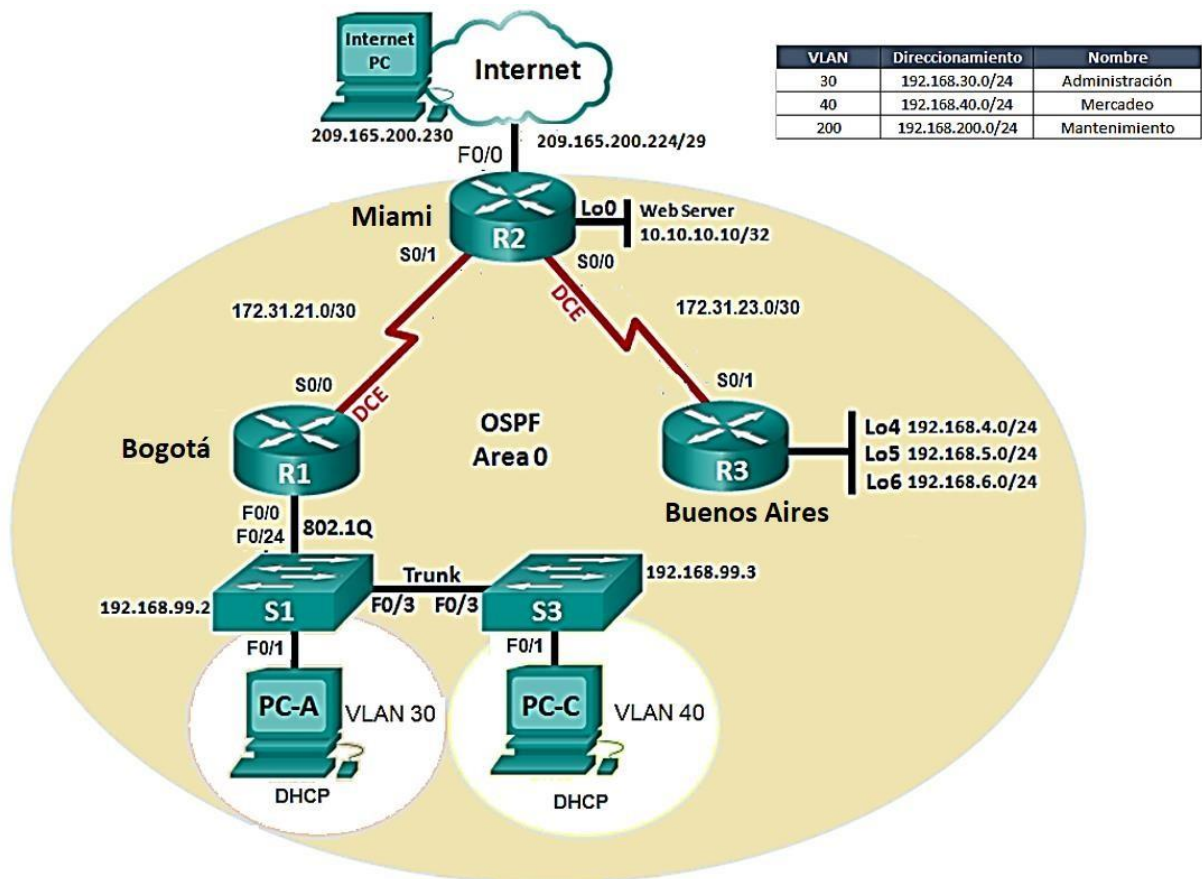 Internet
PC
Internet
209.165.200.230
209.165.200.224/29
F0/0
VLAN Direccionamiento Nombre
30 192.168.30.0/24 Administración
40 192.168.40.0/24 Mercadeo
200 192.168.200.0/24 Mantenimiento
Miami
R2
Lo0
Web Server
10.10.10.10/32
S0/1
S0/0
DCE
172.31.21.0/30
172.31.23.0/30
S0/0
DCE
S0/1
Bogotá
R1
OSPF
Area 0
R3
Buenos Aires
Lo4 192.168.4.0/24
Lo5 192.168.5.0/24
Lo6 192.168.6.0/24
F0/0
F0/24
802.1Q
Trunk
F0/3 F0/3
192.168.99.2
S1
S3
192.168.99.3
F0/1
F0/1
PC-A
VLAN 30
PC-C
VLAN 40
DHCP
DHCP